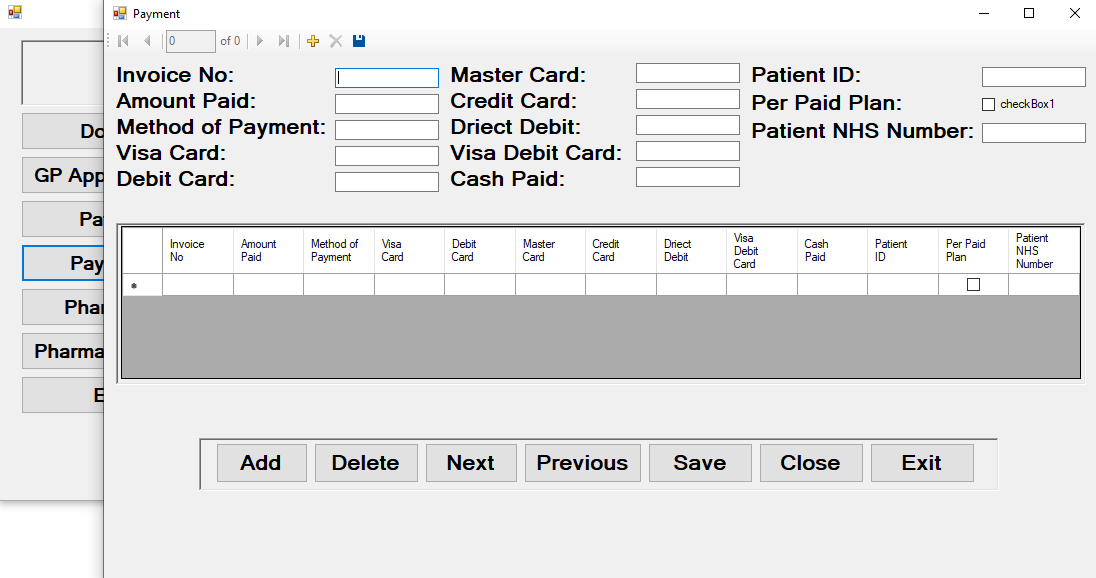 Payment
0 of 0
Invoice No:
Amount Paid:
Method of Payment:
Visa Card:
Debit Card:
Master Card:
Credit Card:
Driect Debit:
Visa Debit Card:
Cash Paid:
Patient ID:
Per Paid Plan:
checkBox1
Patient NHS Number:
Do
GP App
Pa
Pay
Phar
Pharma
E
Invoice No
Amount Paid
Method of Payment
Visa Card
Debit Card
Master Card
Credit Card
Driect Debit
Visa Debit Card
Cash Paid
Patient ID
Per Paid Plan
Patient NHS Number
Add
Delete
Next
Previous
Save
Close
Exit